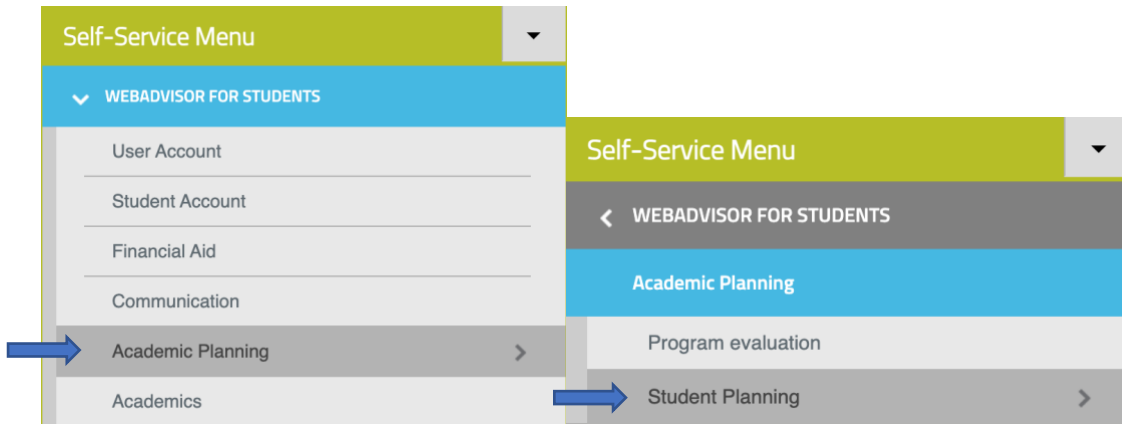 Self-Service Menu
WEBADVISOR FOR STUDENTS
User Account
Student Account
Financial Aid
Communication
Academic Planning
Academics
Self-Service Menu
WEBADVISOR FOR STUDENTS
Academic Planning
Program evaluation
Student Planning